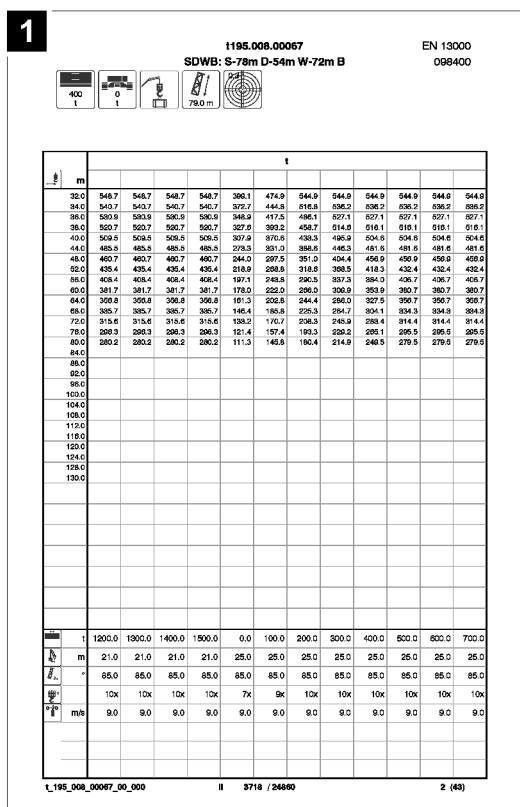 1
t195.008.00067 EN 13000
SDWB: S-78m D-54m W-72m B 098400
400 t 0 t 79.0 m
t
m
32.0 548.7 548.7 548.7 548.7 399.1 474.9 544.9 544.9 544.9 544.9 544.9 544.9
34.0 540.7 540.7 540.7 540.7 372.7 444.8 516.8 536.2 536.2 536.2 536.2 536.2
36.0 530.9 530.9 530.9 530.9 348.9 417.5 486.1 527.1 527.1 527.1 527.1 527.1
38.0 520.7 520.7 520.7 520.7 327.6 393.2 458.7 514.6 516.1 516.1 516.1 516.1
40.0 509.5 509.5 509.5 509.5 307.9 370.6 433.3 495.9 504.6 504.6 504.6 504.6
44.0 485.5 485.5 485.5 485.5 273.3 331.0 388.6 446.3 481.6 481.6 481.6 481.6
48.0 460.7 460.7 460.7 460.7 244.0 297.5 351.0 404.4 456.9 456.9 456.9 456.9
52.0 435.4 435.4 435.4 435.4 218.9 268.8 318.6 368.5 418.3 432.4 432.4 432.4
56.0 408.4 408.4 408.4 408.4 197.1 243.8 290.5 337.3 384.0 406.7 406.7 406.7
60.0 381.7 381.7 381.7 381.7 178.0 222.0 266.0 309.9 353.9 380.7 380.7 380.7
64.0 356.8 356.8 356.8 356.8 161.3 202.8 244.4 286.0 327.5 356.7 356.7 356.7
68.0 335.7 335.7 335.7 335.7 146.4 185.8 225.3 264.7 304.1 334.3 334.3 334.3
72.0 315.6 315.6 315.6 315.6 133.2 170.7 208.3 245.9 283.4 314.4 314.4 314.4
76.0 296.3 296.3 296.3 296.3 121.4 157.4 193.3 229.2 265.1 295.5 295.5 295.5
80.0 280.2 280.2 280.2 280.2 111.3 145.8 180.4 214.9 249.5 279.5 279.5 279.5
84.0
88.0
92.0
96.0
100.0
104.0
108.0
112.0
116.0
120.0
124.0
128.0
130.0
t 1200.0 1300.0 1400.0 1500.0 0.0 100.0 200.0 300.0 400.0 500.0 600.0 700.0
m 21.0 21.0 21.0 21.0 25.0 25.0 25.0 25.0 25.0 25.0 25.0 25.0
° 85.0 85.0 85.0 85.0 85.0 85.0 85.0 85.0 85.0 85.0 85.0 85.0
10x 10x 10x 10x 7x 9x 10x 10x 10x 10x 10x 10x
m/s 9.0 9.0 9.0 9.0 9.0 9.0 9.0 9.0 9.0 9.0 9.0 9.0
t_195_008_00067_00_000 II 3718 / 24860 2 (43)